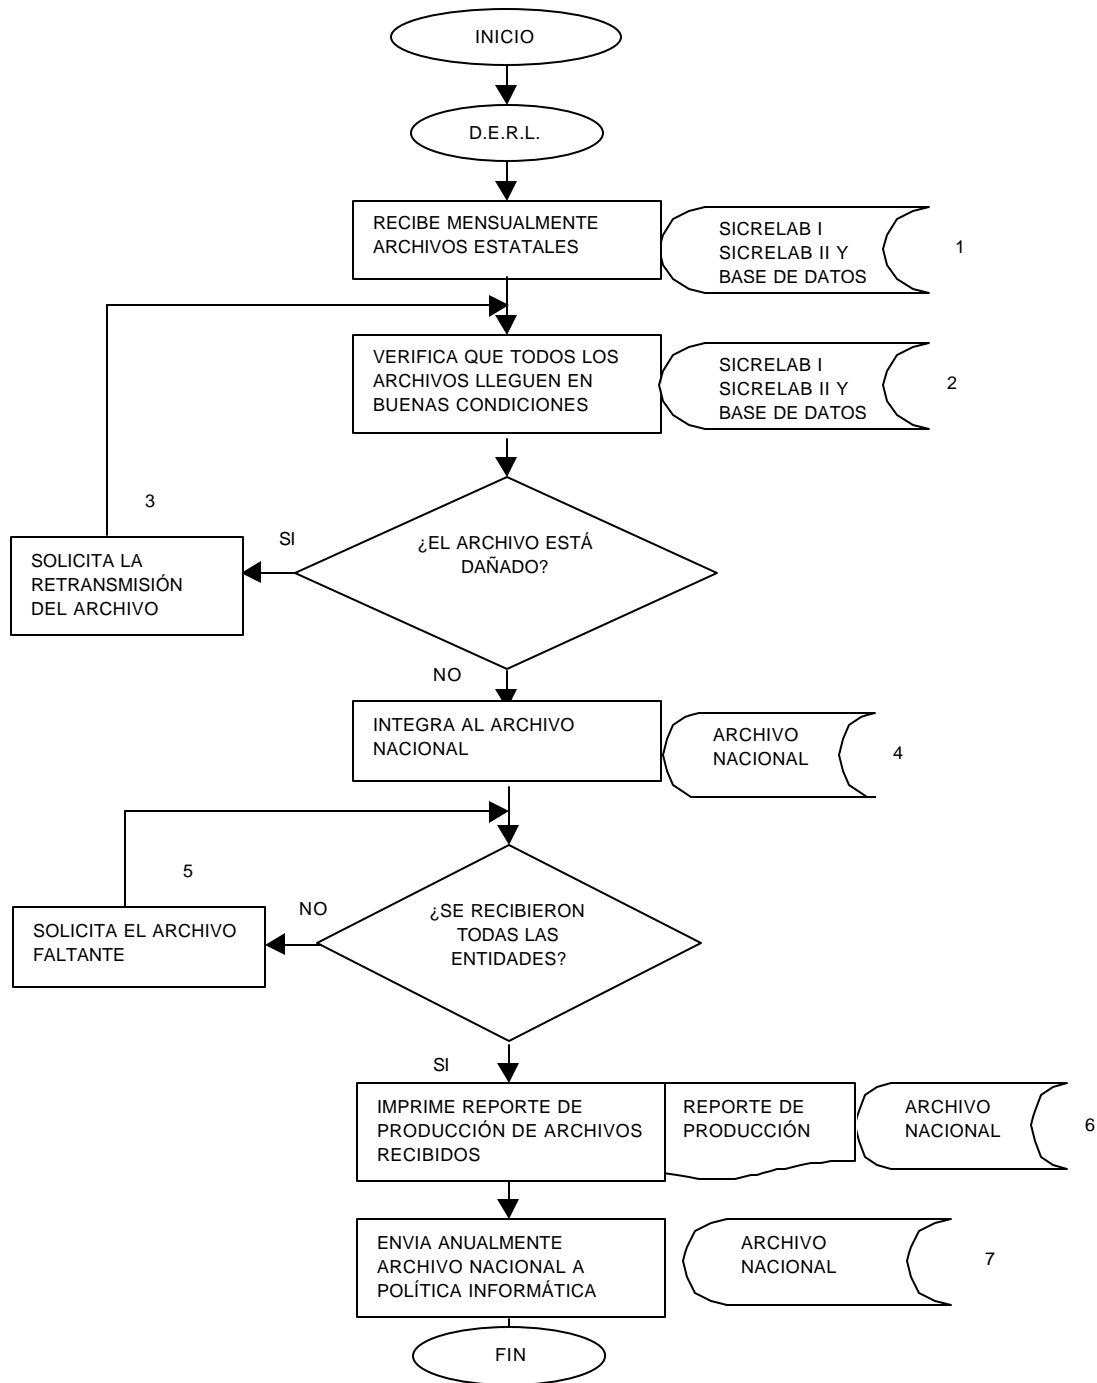 INICIO
D.E.R.L.
RECIBE MENSUALMENTE
ARCHIVOS ESTATALES
SICRELAB I
SICRELAB II Y
BASE DE DATOS
1
VERIFICA QUE TODOS LOS
ARCHIVOS LLEGUEN EN
BUENAS CONDICIONES
SICRELAB I
SICRELAB II Y
BASE DE DATOS
2
3
SI
¿EL ARCHIVO ESTÁ
DAÑADO?
SOLICITA LA
RETRANSMISIÓN
DEL ARCHIVO
NO
INTEGRA AL ARCHIVO
NACIONAL
ARCHIVO
NACIONAL
4
5
NO
¿SE RECIBIERON
TODAS LAS
ENTIDADES?
SOLICITA EL ARCHIVO
FALTANTE
SI
IMPRIME REPORTE DE
PRODUCCIÓN DE ARCHIVOS
RECIBIDOS
REPORTE DE
PRODUCCIÓN
ARCHIVO
NACIONAL
6
ENVIA ANUALMENTE
ARCHIVO NACIONAL A
POLÍTICA INFORMÁTICA
ARCHIVO
NACIONAL
7
FIN